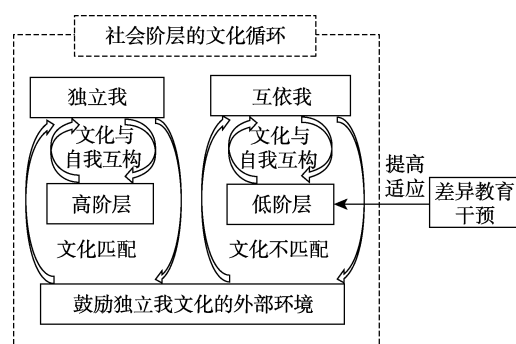 社会阶层的文化循环
独立我
互依我
文化与
自我互构
文化与
自我互构
提高
适应
高阶层
低阶层
差异教育
干预
文化匹配
文化不匹配
鼓励独立我文化的外部环境